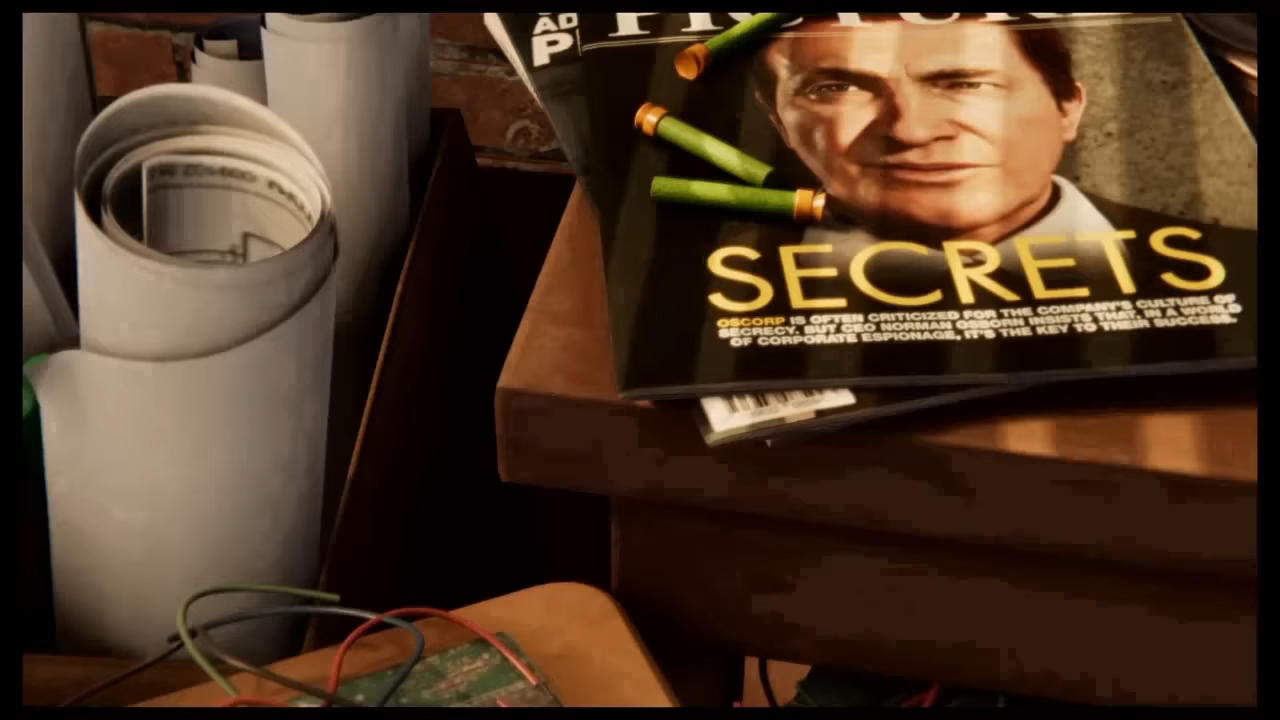 AD
P
PICTURE
SECRETS
OSCORP IS OFTEN CRITICIZED FOR THE COMPANY'S CULTURE OF
SECRECY. BUT CEO NORMAN OSBORN INSISTS THAT, IN A WORLD
OF CORPORATE ESPIONAGE, IT'S THE KEY TO THEIR SUCCESS.